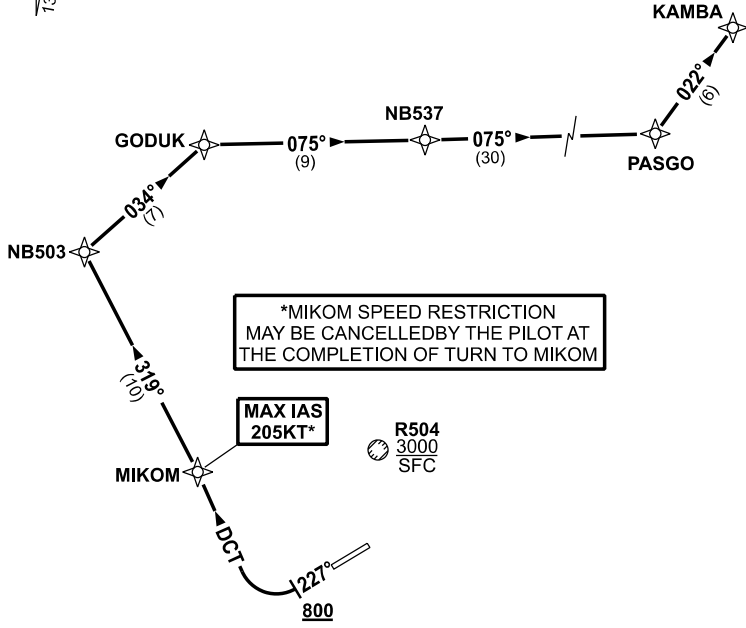 13
KAMBA
022°
(6)
NB537
GODUK
075°
(9)
075°
(30)
PASGO
034°
(7)
NB503
*MIKOM SPEED RESTRICTION
MAY BE CANCELLEDBY THE PILOT AT
THE COMPLETION OF TURN TO MIKOM
319°
(10)
MAX IAS
205KT*
R504
3000
SFC
MIKOM
DCT
227°
800